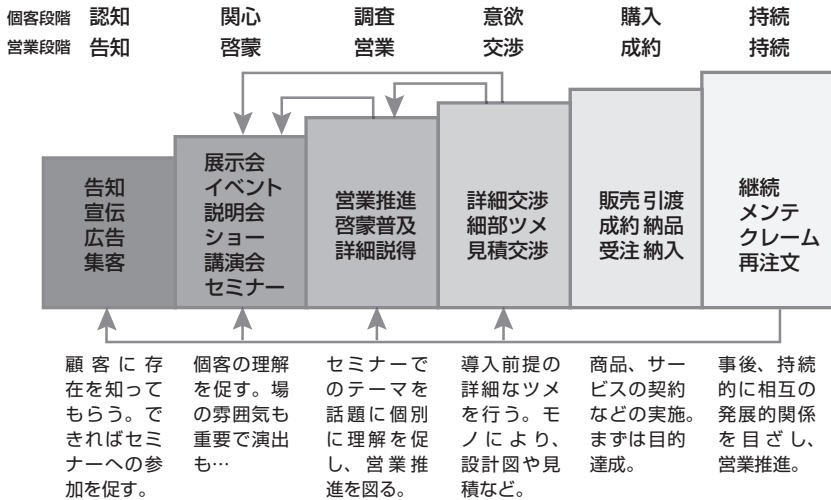 個客段階 認知 関心 調査 意欲 購入 持続
営業段階 告知 啓蒙 営業 交渉 成約 持続
告知
宣伝
広告
集客
展示会
イベント
説明会
ショー
講演会
セミナー
営業推進
啓蒙普及
詳細説得
詳細交渉
細部ツメ
見積交渉
販売 引渡
成約 納品
受注 納入
継続
メンテ
クレーム
再注文
顧客に存
在を知って
もらう。で
きればセミ
ナーへの参
加を促す。
個客の理解
を促す。場
の雰囲気も
重要で演出
も…
セミナーで
のテーマを
話題に個別
に理解を促
し、営業推
進を図る。
導入前提の
詳細なツメ
を行う。モ
ノにより、
設計図や見
積など。
商品、サー
ビスの契約
などの実施。
まずは目的
達成。
事後、持続
的に相互の
発展的関係
を目ざし、
営業推進。